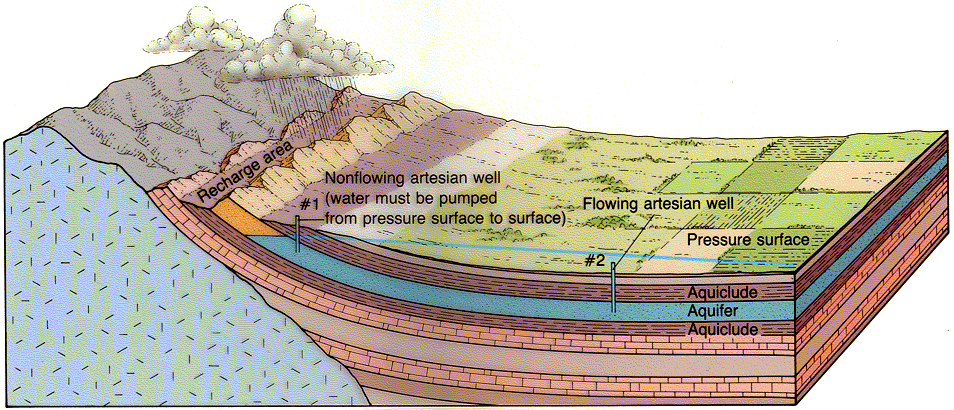 Recharge area
Nonflowing artesian well
#1 (water must be pumped
from pressure surface to surface)
Flowing artesian well
Pressure surface
#2
Aquiclude
Aquifer
Aquiclude